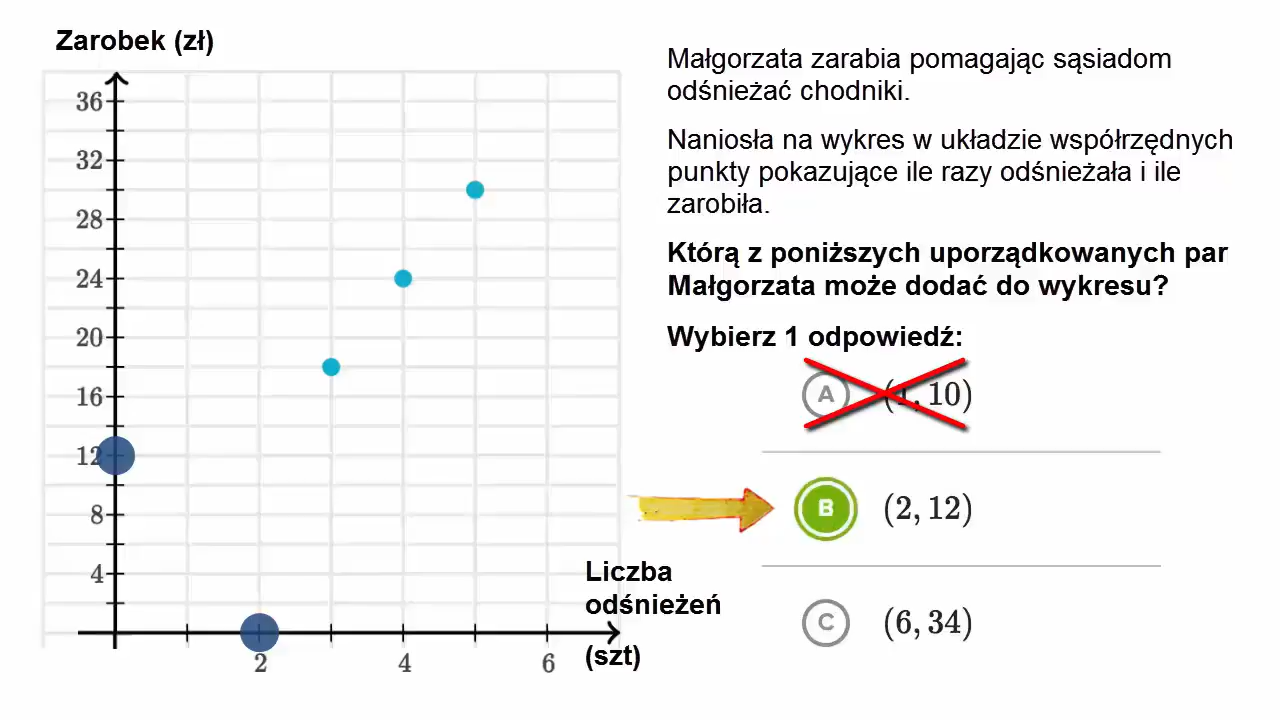 Zarobek (zł)
36
32
28
24
20
16
12
8
4
2
4
6
Liczba
odśnieżeń
(szt)
Małgorzata zarabia pomagając sąsiadom
odśnieżać chodniki.
Naniosła na wykres w układzie współrzędnych
punkty pokazujące ile razy odśnieżała i ile
zarobiła.
Którą z poniższych uporządkowanych par
Małgorzata może dodać do wykresu?
Wybierz 1 odpowiedź:
A (1, 10)
B (2, 12)
C (6, 34)